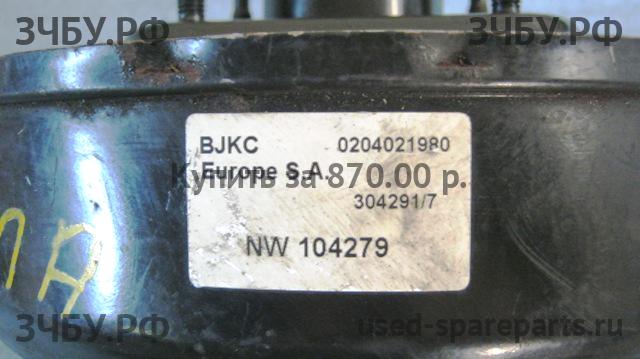 ЗЧБУ.РФ
ЗЧБУ.РФ
BJKC 0204021980
Europe S.A.
Купить за 870.00 р.
304291/7
NW 104279
ЗЧБУ.РФ
used-spareparts.ru